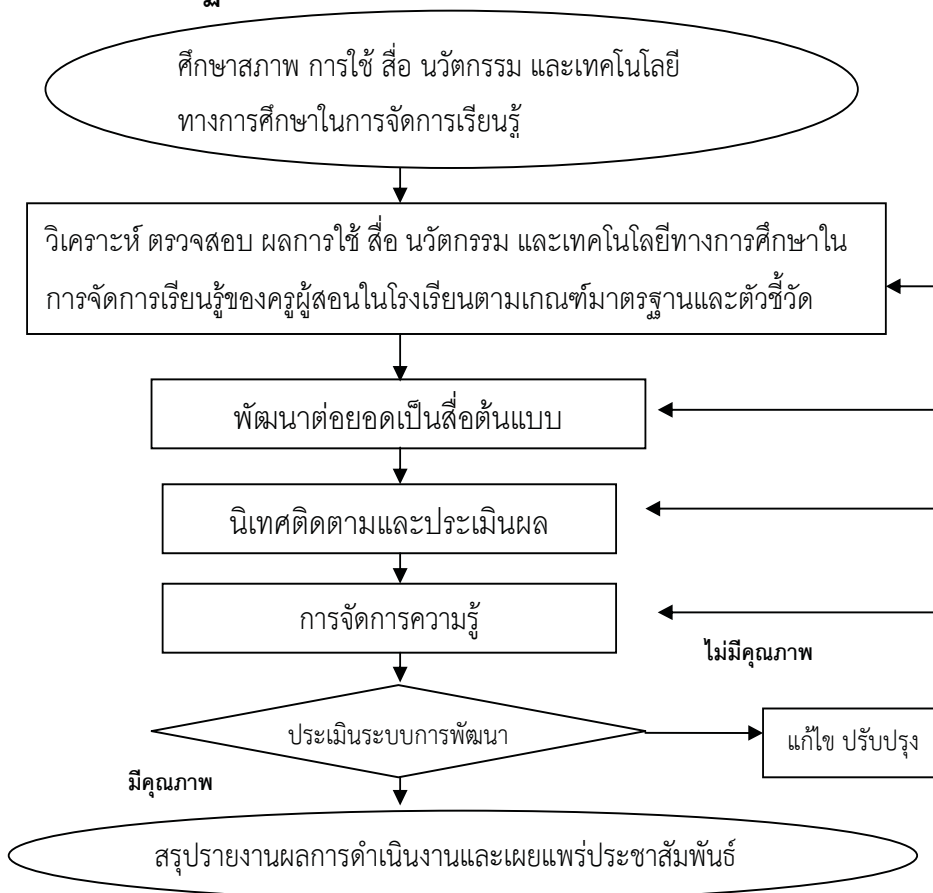 ศึกษาสภาพ การใช้ สื่อ นวัตกรรม และเทคโนโลยี
ทางการศึกษาในการจัดการเรียนรู้
วิเคราะห์ ตรวจสอบ ผลการใช้ สื่อ นวัตกรรม และเทคโนโลยีทางการศึกษาใน
การจัดการเรียนรู้ของครูผู้สอนในโรงเรียนตามเกณฑ์มาตรฐานและตัวชี้วัด
พัฒนาต่อยอดเป็นสื่อต้นแบบ
นิเทศติดตามและประเมินผล
การจัดการความรู้
ไม่มีคุณภาพ
ประเมินระบบการพัฒนา
แก้ไข ปรับปรุง
มีคุณภาพ
สรุปรายงานผลการดำเนินงานและเผยแพร่ประชาสัมพันธ์